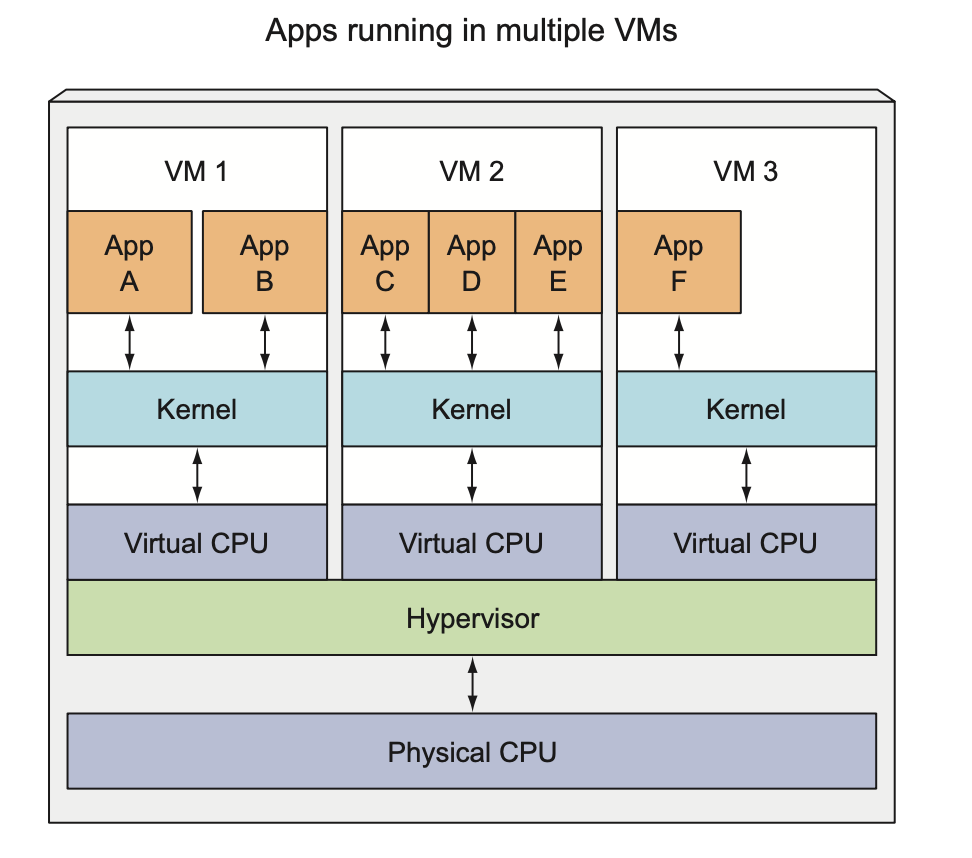 Apps running in multiple VMs
VM 1
VM 2
VM 3
App
A
App
B
App
C
App
D
App
E
App
F
Kernel
Kernel
Kernel
Virtual CPU
Virtual CPU
Virtual CPU
Hypervisor
Physical CPU